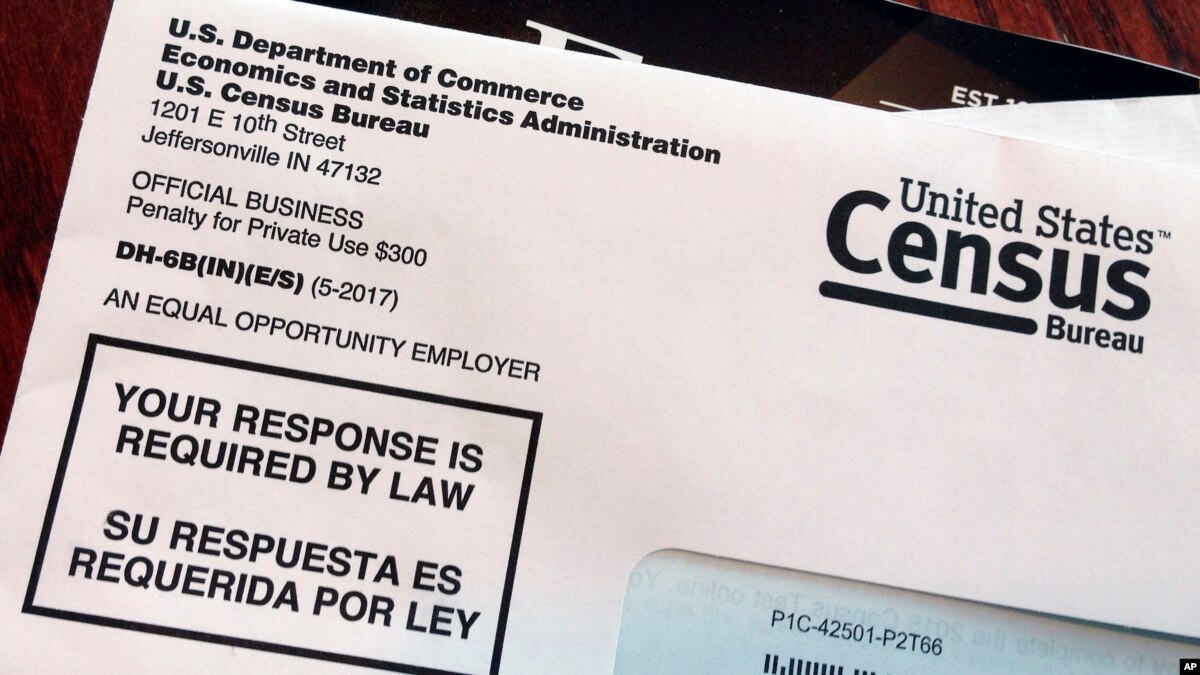 U.S. Department of Commerce
Economics and Statistics Administration
U.S. Census Bureau
1201 E 10th Street
Jeffersonville IN 47132
OFFICIAL BUSINESS
Penalty for Private Use $300
DH-6B(IN)(E/S) (5-2017)
AN EQUAL OPPORTUNITY EMPLOYER
YOUR RESPONSE IS
REQUIRED BY LAW
SU RESPUESTA ES
REQUERIDA POR LEY
EST
United States™
Census
Bureau
P1C-42501-P2T66
AP